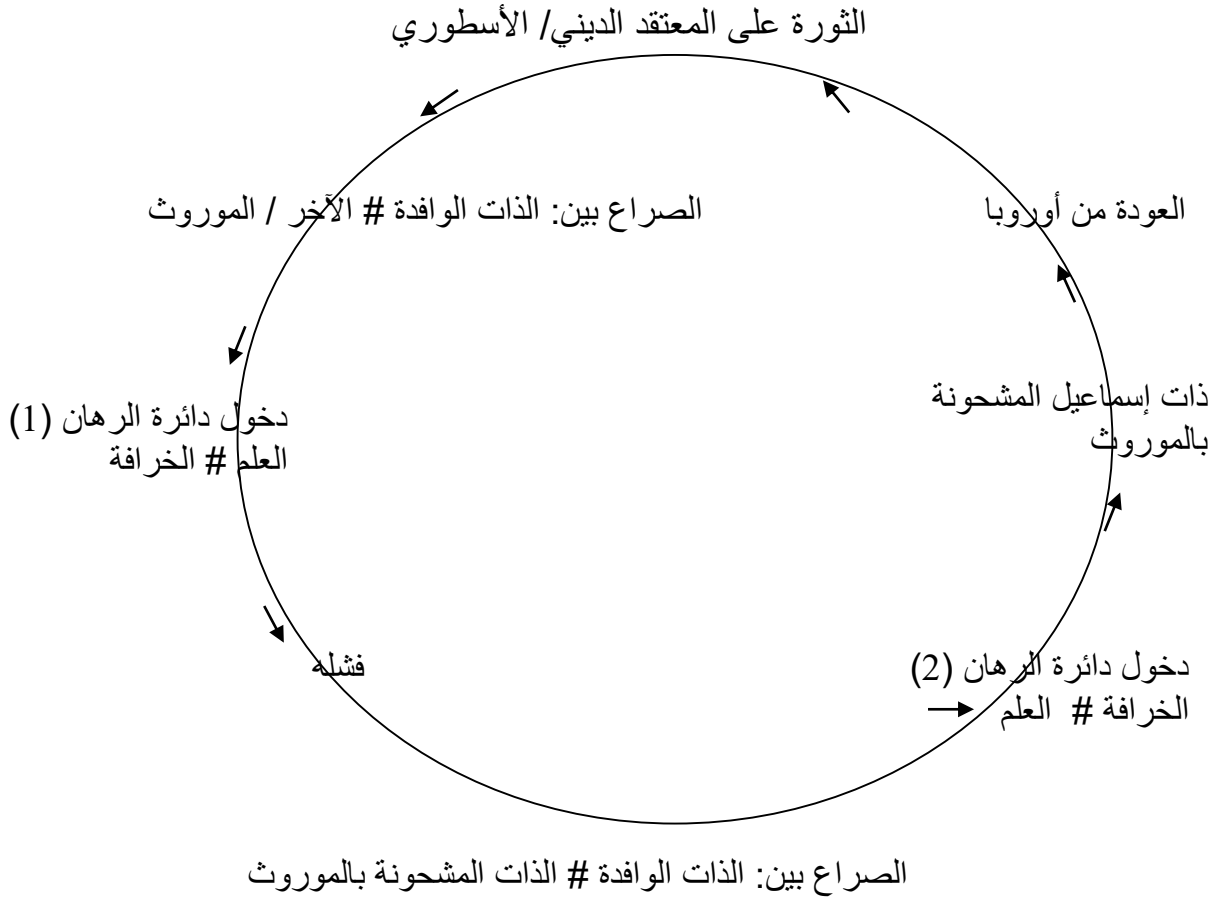 الثورة على المعتقد الديني/ الأسطوري
العودة من أوروبا
الصراع بين: الذات الوافدة # الآخر / الموروث
ذات إسماعيل المشحونة
بالموروث
دخول دائرة الرهان (1)
العلم # الخرافة
دخول دائرة الرهان (2)
الخرافة # العلم
فشله
الصراع بين: الذات الوافدة # الذات المشحونة بالموروث